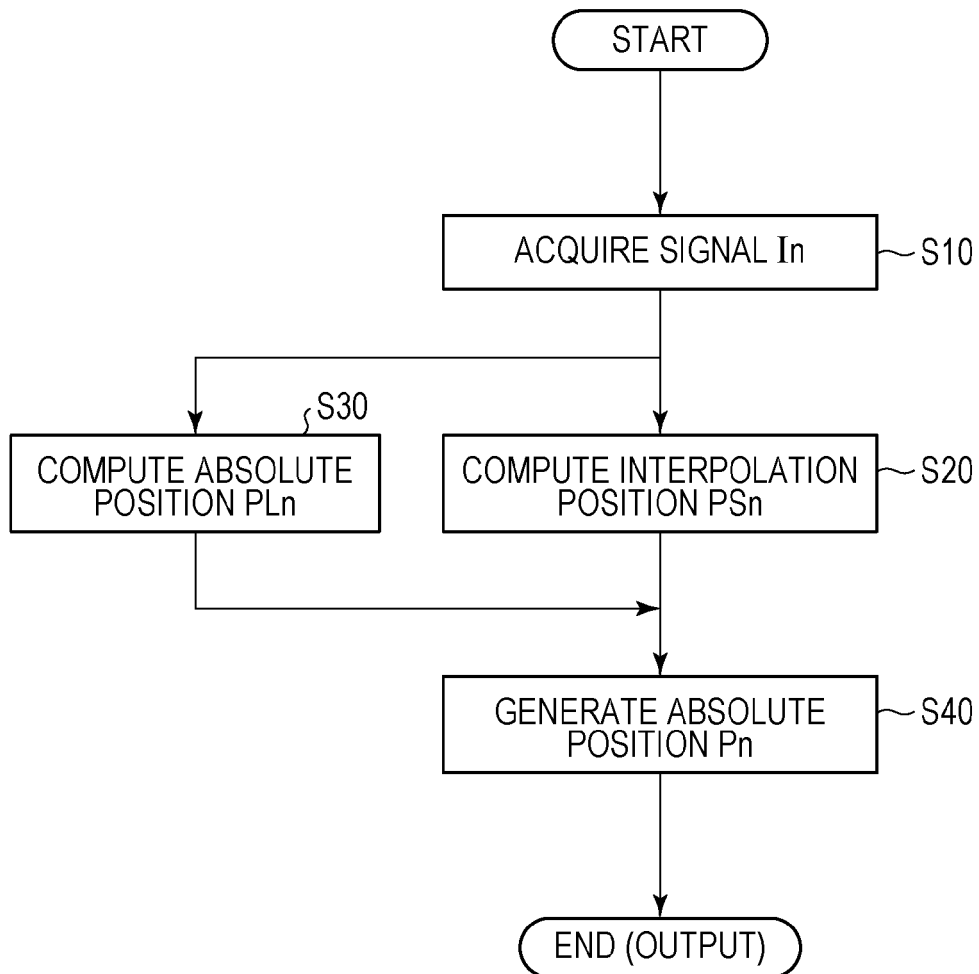 START
ACQUIRE SIGNAL In
S10
S30
COMPUTE ABSOLUTE
POSITION PLn
COMPUTE INTERPOLATION
POSITION PSn
S20
GENERATE ABSOLUTE
POSITION Pn
S40
END (OUTPUT)